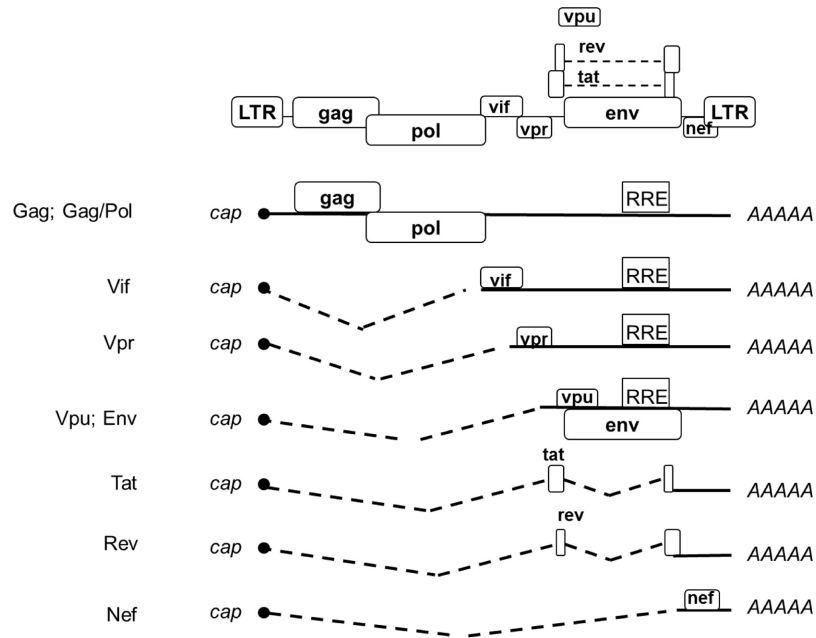 vpu
rev
tat
LTR gag pol vif vpr env nef LTR
Gag; Gag/Pol cap gag pol RRE AAAAA
Vif cap vif RRE AAAAA
Vpr cap vpr RRE AAAAA
Vpu; Env cap vpu env RRE AAAAA
tat
Tat cap AAAAA
rev
Rev cap AAAAA
Nef cap nef AAAAA